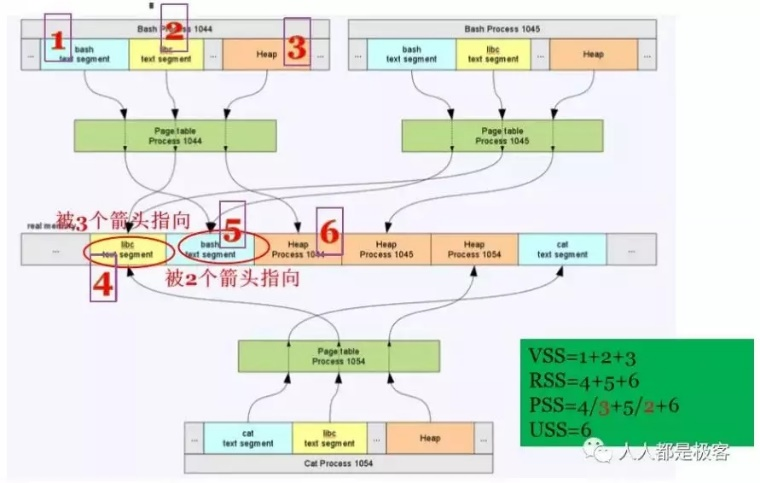 Bash Process 1044
Bash Process 1045
1
2
3
...
bash
text segment
libc
text segment
...
Heap
...
...
bash
text segment
libc
text segment
...
Heap
...
Page table
Process 1044
Page table
Process 1045
real memory
被3个箭头指向
5
6
...
libc
text segment
bash
text segment
Heap
Process 1044
Heap
Process 1045
Heap
Process 1054
cat
text segment
...
4
被2个箭头指向
Page table
Process 1054
VSS=1+2+3
RSS=4+5+6
PSS=4/3+5/2+6
USS=6
人人都是极客
...
cat
text segment
libc
text segment
...
Heap
...
Cat Process 1054